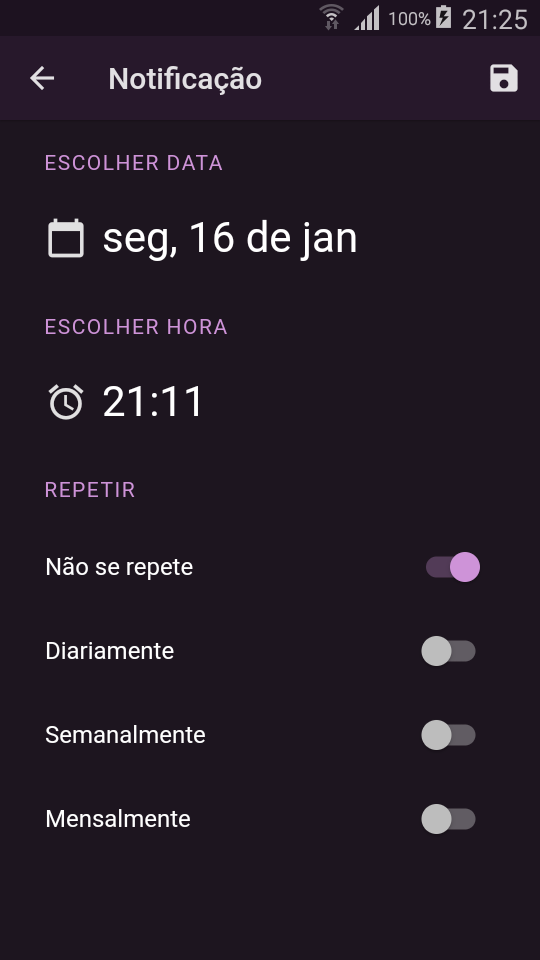 100% 21:25
Notificação
ESCOLHER DATA
seg, 16 de jan
ESCOLHER HORA
21:11
REPETIR
Não se repete
Diariamente
Semanalmente
Mensalmente